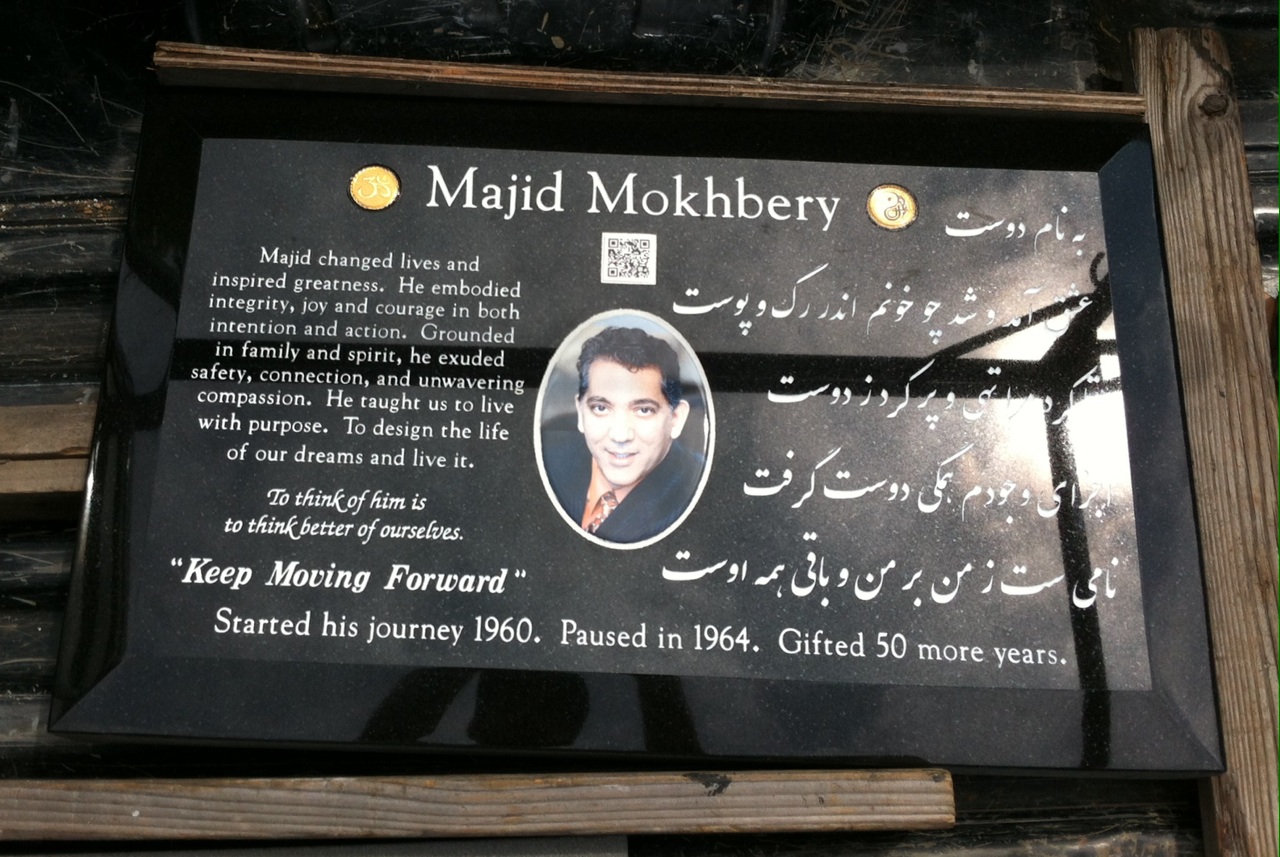 Majid Mokhbery
Majid changed lives and
inspired greatness. He embodied
integrity, joy and courage in both
intention and action. Grounded
in family and spirit, he exuded
safety, connection, and unwavering
compassion. He taught us to live
with purpose. To design the life
of our dreams and live it.
To think of him is
to think better of ourselves.
"Keep Moving Forward"
به نام دوست
عشق آمد و شد چو خونم اندر رگ و پوست
تا کرد مرا تهی و پر کرد ز دوست
اجزای وجودم همگی دوست گرفت
نامی ست ز من بر من و باقی همه اوست
Started his journey 1960. Paused in 1964. Gifted 50 more years.